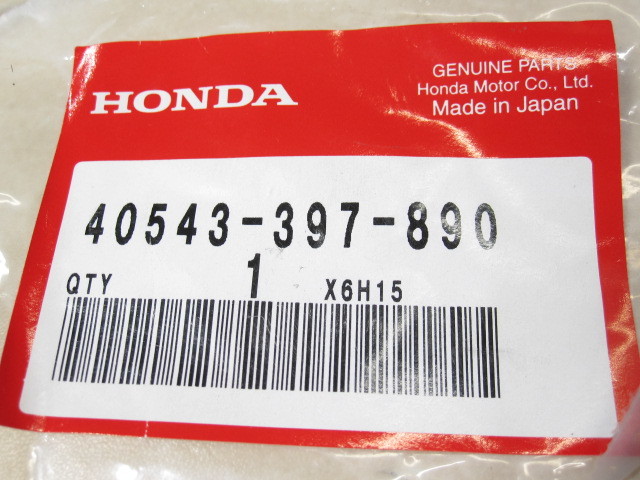 HONDA
GENUINE PARTS
Honda Motor Co., Ltd.
Made in Japan
40543-397-890
QTY 1 X6H15